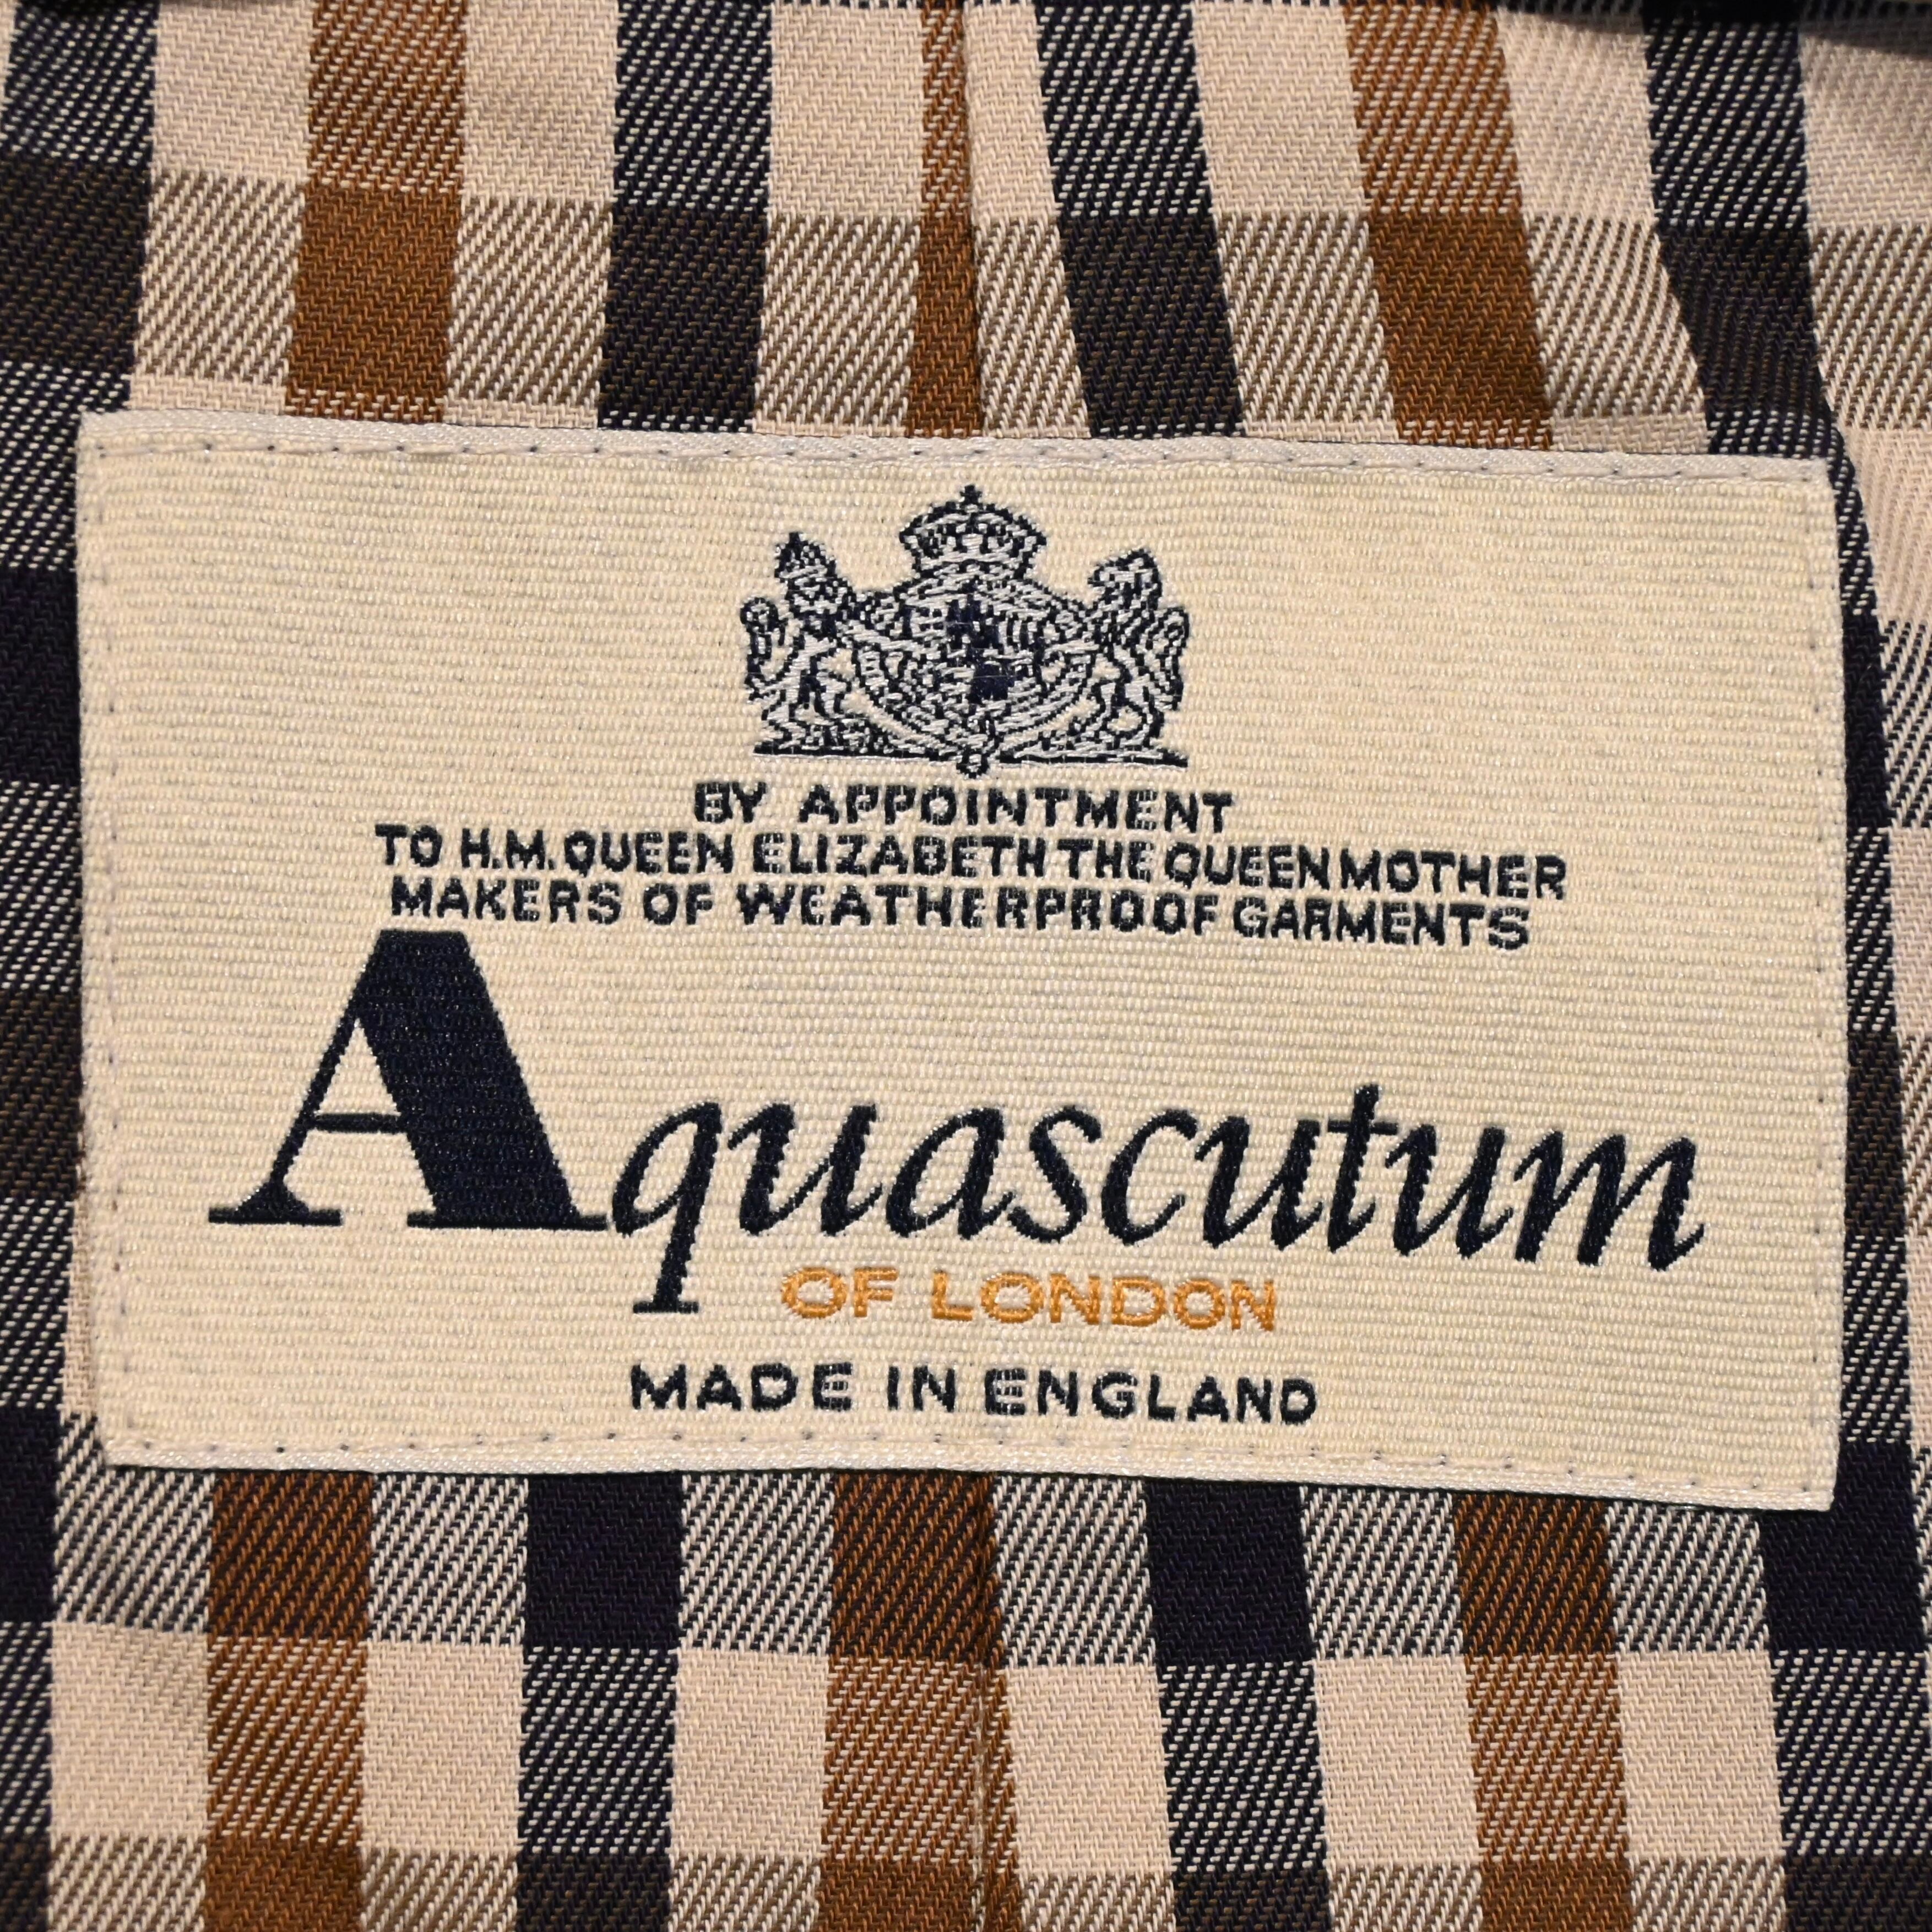 BY APPOINTMENT
TO H.M. QUEEN ELIZABETH THE QUEEN MOTHER
MAKERS OF WEATHERPROOF GARMENTS
Aquascutum
OF LONDON
MADE IN ENGLAND